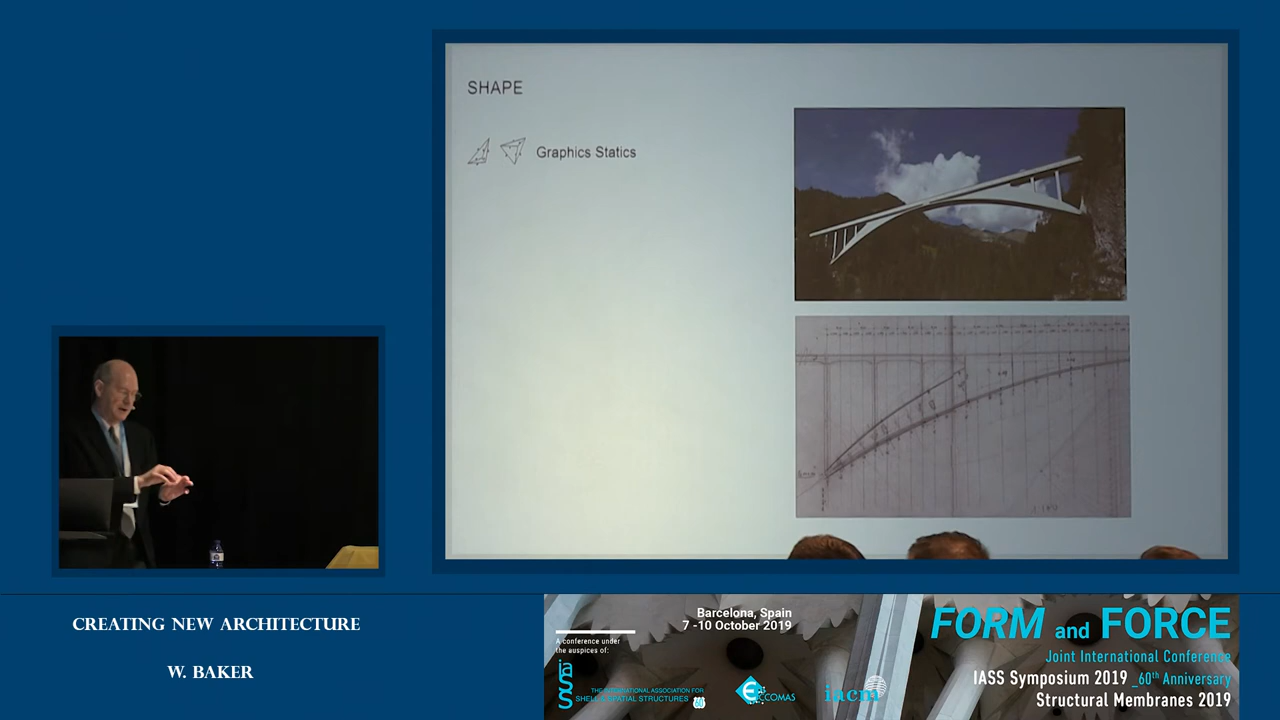 SHAPE
Graphics Statics
CREATING NEW ARCHITECTURE
W. BAKER
Barcelona, Spain
7 -10 October 2019
A conference under
the auspices of:
iass
THE INTERNATIONAL ASSOCIATION FOR
SHELL AND SPATIAL STRUCTURES
ECCOMAS
iacm
FORM and FORCE
Joint International Conference
IASS Symposium 2019 _60th Anniversary
Structural Membranes 2019